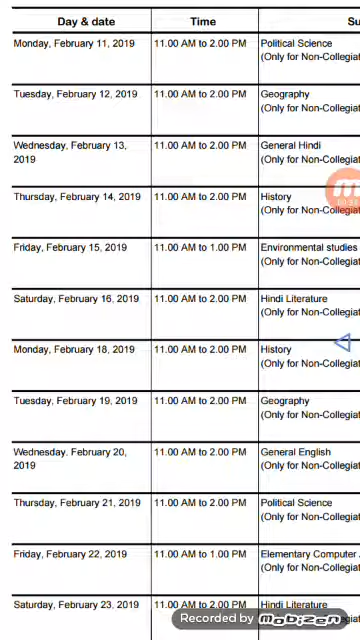 Day & date Time Su
Monday, February 11, 2019 11.00 AM to 2.00 PM Political Science
(Only for Non-Collegiat
Tuesday, February 12, 2019 11.00 AM to 2.00 PM Geography
(Only for Non-Collegiat
Wednesday, February 13, 11.00 AM to 2.00 PM General Hindi
2019 (Only for Non-Collegiat
Thursday, February 14, 2019 11.00 AM to 2.00 PM History
(Only for Non-Collegiat
Friday, February 15, 2019 11.00 AM to 1.00 PM Environmental studies
(Only for Non-Collegiat
Saturday, February 16, 2019 11.00 AM to 2.00 PM Hindi Literature
(Only for Non-Collegiat
Monday, February 18, 2019 11.00 AM to 2.00 PM History
(Only for Non-Collegiat
Tuesday, February 19, 2019 11.00 AM to 2.00 PM Geography
(Only for Non-Collegiat
Wednesday, February 20, 11.00 AM to 2.00 PM General English
2019 (Only for Non-Collegiat
Thursday, February 21, 2019 11.00 AM to 2.00 PM Political Science
(Only for Non-Collegiat
Friday, February 22, 2019 11.00 AM to 1.00 PM Elementary Computer
(Only for Non-Collegiat
Saturday, February 23, 2019 11.00 AM to 2.00 PM Hindi Literature
Recorded by mobizen